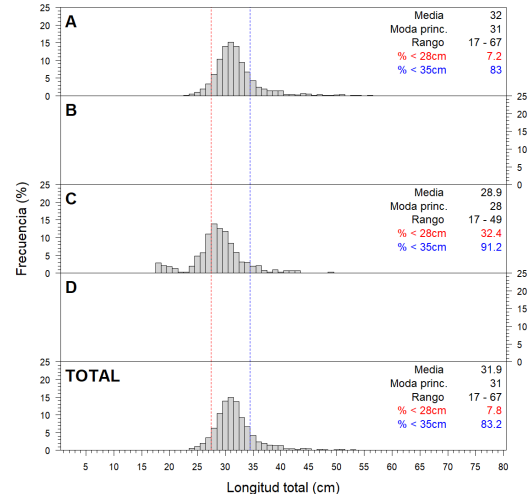 A
Media 32
Moda princ. 31
Rango 17 - 67
% < 28cm 7.2
% < 35cm 83
25
20
15
10
5
0
B
25
20
15
10
5
0
C
Media 28.9
Moda princ. 28
Rango 17 - 49
% < 28cm 32.4
% < 35cm 91.2
25
20
15
10
5
0
D
25
20
15
10
5
0
TOTAL
Media 31.9
Moda princ. 31
Rango 17 - 67
% < 28cm 7.8
% < 35cm 83.2
25
20
15
10
5
0
Frecuencia (%)
5 10 15 20 25 30 35 40 45 50 55 60 65 70 75 80
Longitud total (cm)